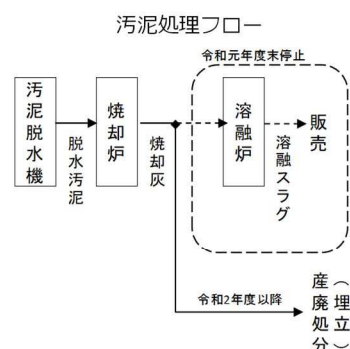 汚泥処理フロー
令和元年度末停止
汚泥脱水機
脱水汚泥
焼却炉
焼却灰
溶融炉
溶融スラグ
販売
令和2年度以降
産廃処分
（埋立）